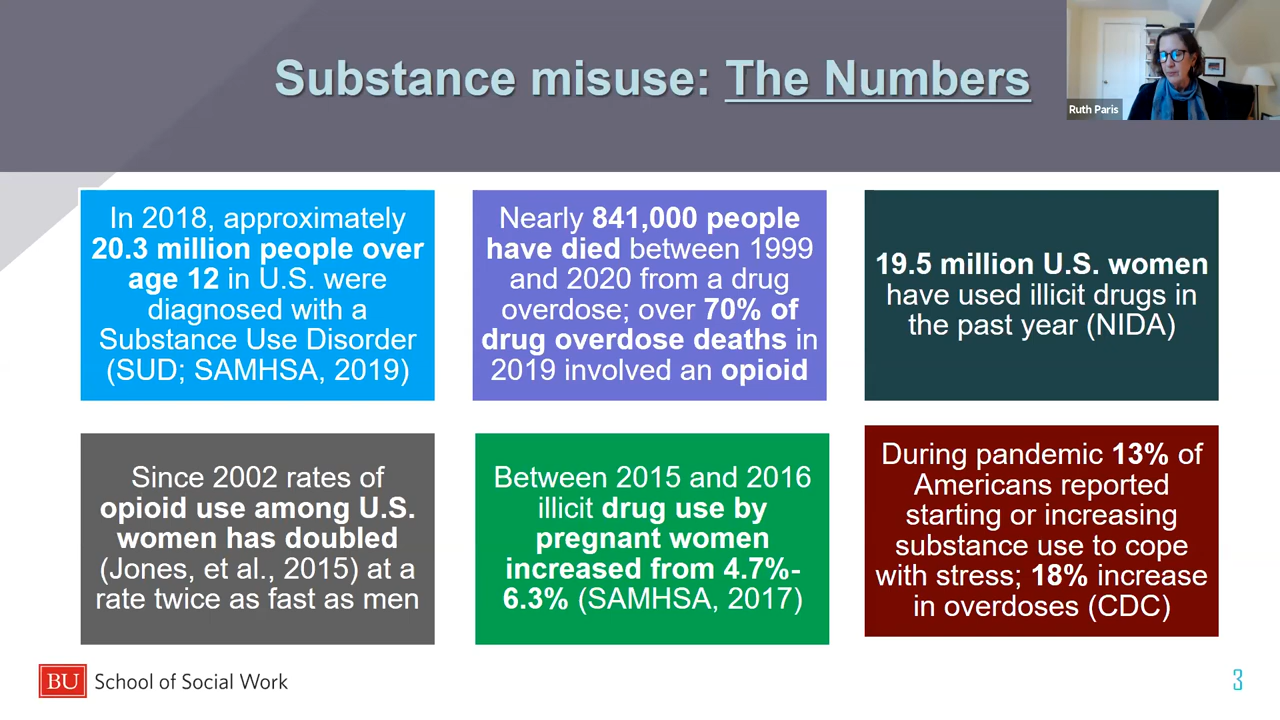 Substance misuse: The Numbers
Ruth Paris
In 2018, approximately
20.3 million people over
age 12 in U.S. were
diagnosed with a
Substance Use Disorder
(SUD; SAMHSA, 2019)
Nearly 841,000 people
have died between 1999
and 2020 from a drug
overdose; over 70% of
drug overdose deaths in
2019 involved an opioid
19.5 million U.S. women
have used illicit drugs in
the past year (NIDA)
Since 2002 rates of
opioid use among U.S.
women has doubled
(Jones, et al., 2015) at a
rate twice as fast as men
Between 2015 and 2016
illicit drug use by
pregnant women
increased from 4.7%-
6.3% (SAMHSA, 2017)
During pandemic 13% of
Americans reported
starting or increasing
substance use to cope
with stress; 18% increase
in overdoses (CDC)
BU School of Social Work
3